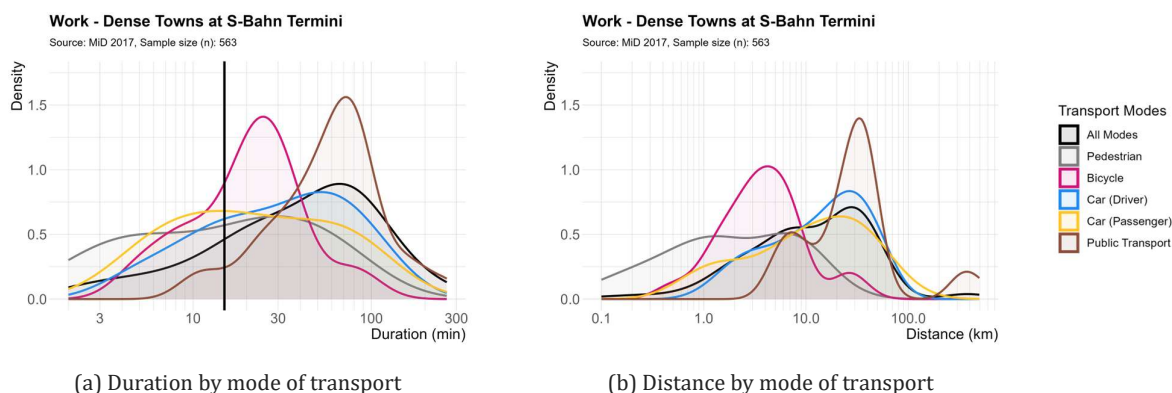 Work - Dense Towns at S-Bahn Termini
Source: MiD 2017, Sample size (n): 563
Density
1.5
1.0
0.5
0.0
3
10
30
100
300
Duration (min)
(a) Duration by mode of transport
Work - Dense Towns at S-Bahn Termini
Source: MiD 2017, Sample size (n): 563
Density
1.5
1.0
0.5
0.0
0.1
1.0
10.0
100.0
Distance (km)
(b) Distance by mode of transport
Transport Modes
All Modes
Pedestrian
Bicycle
Car (Driver)
Car (Passenger)
Public Transport